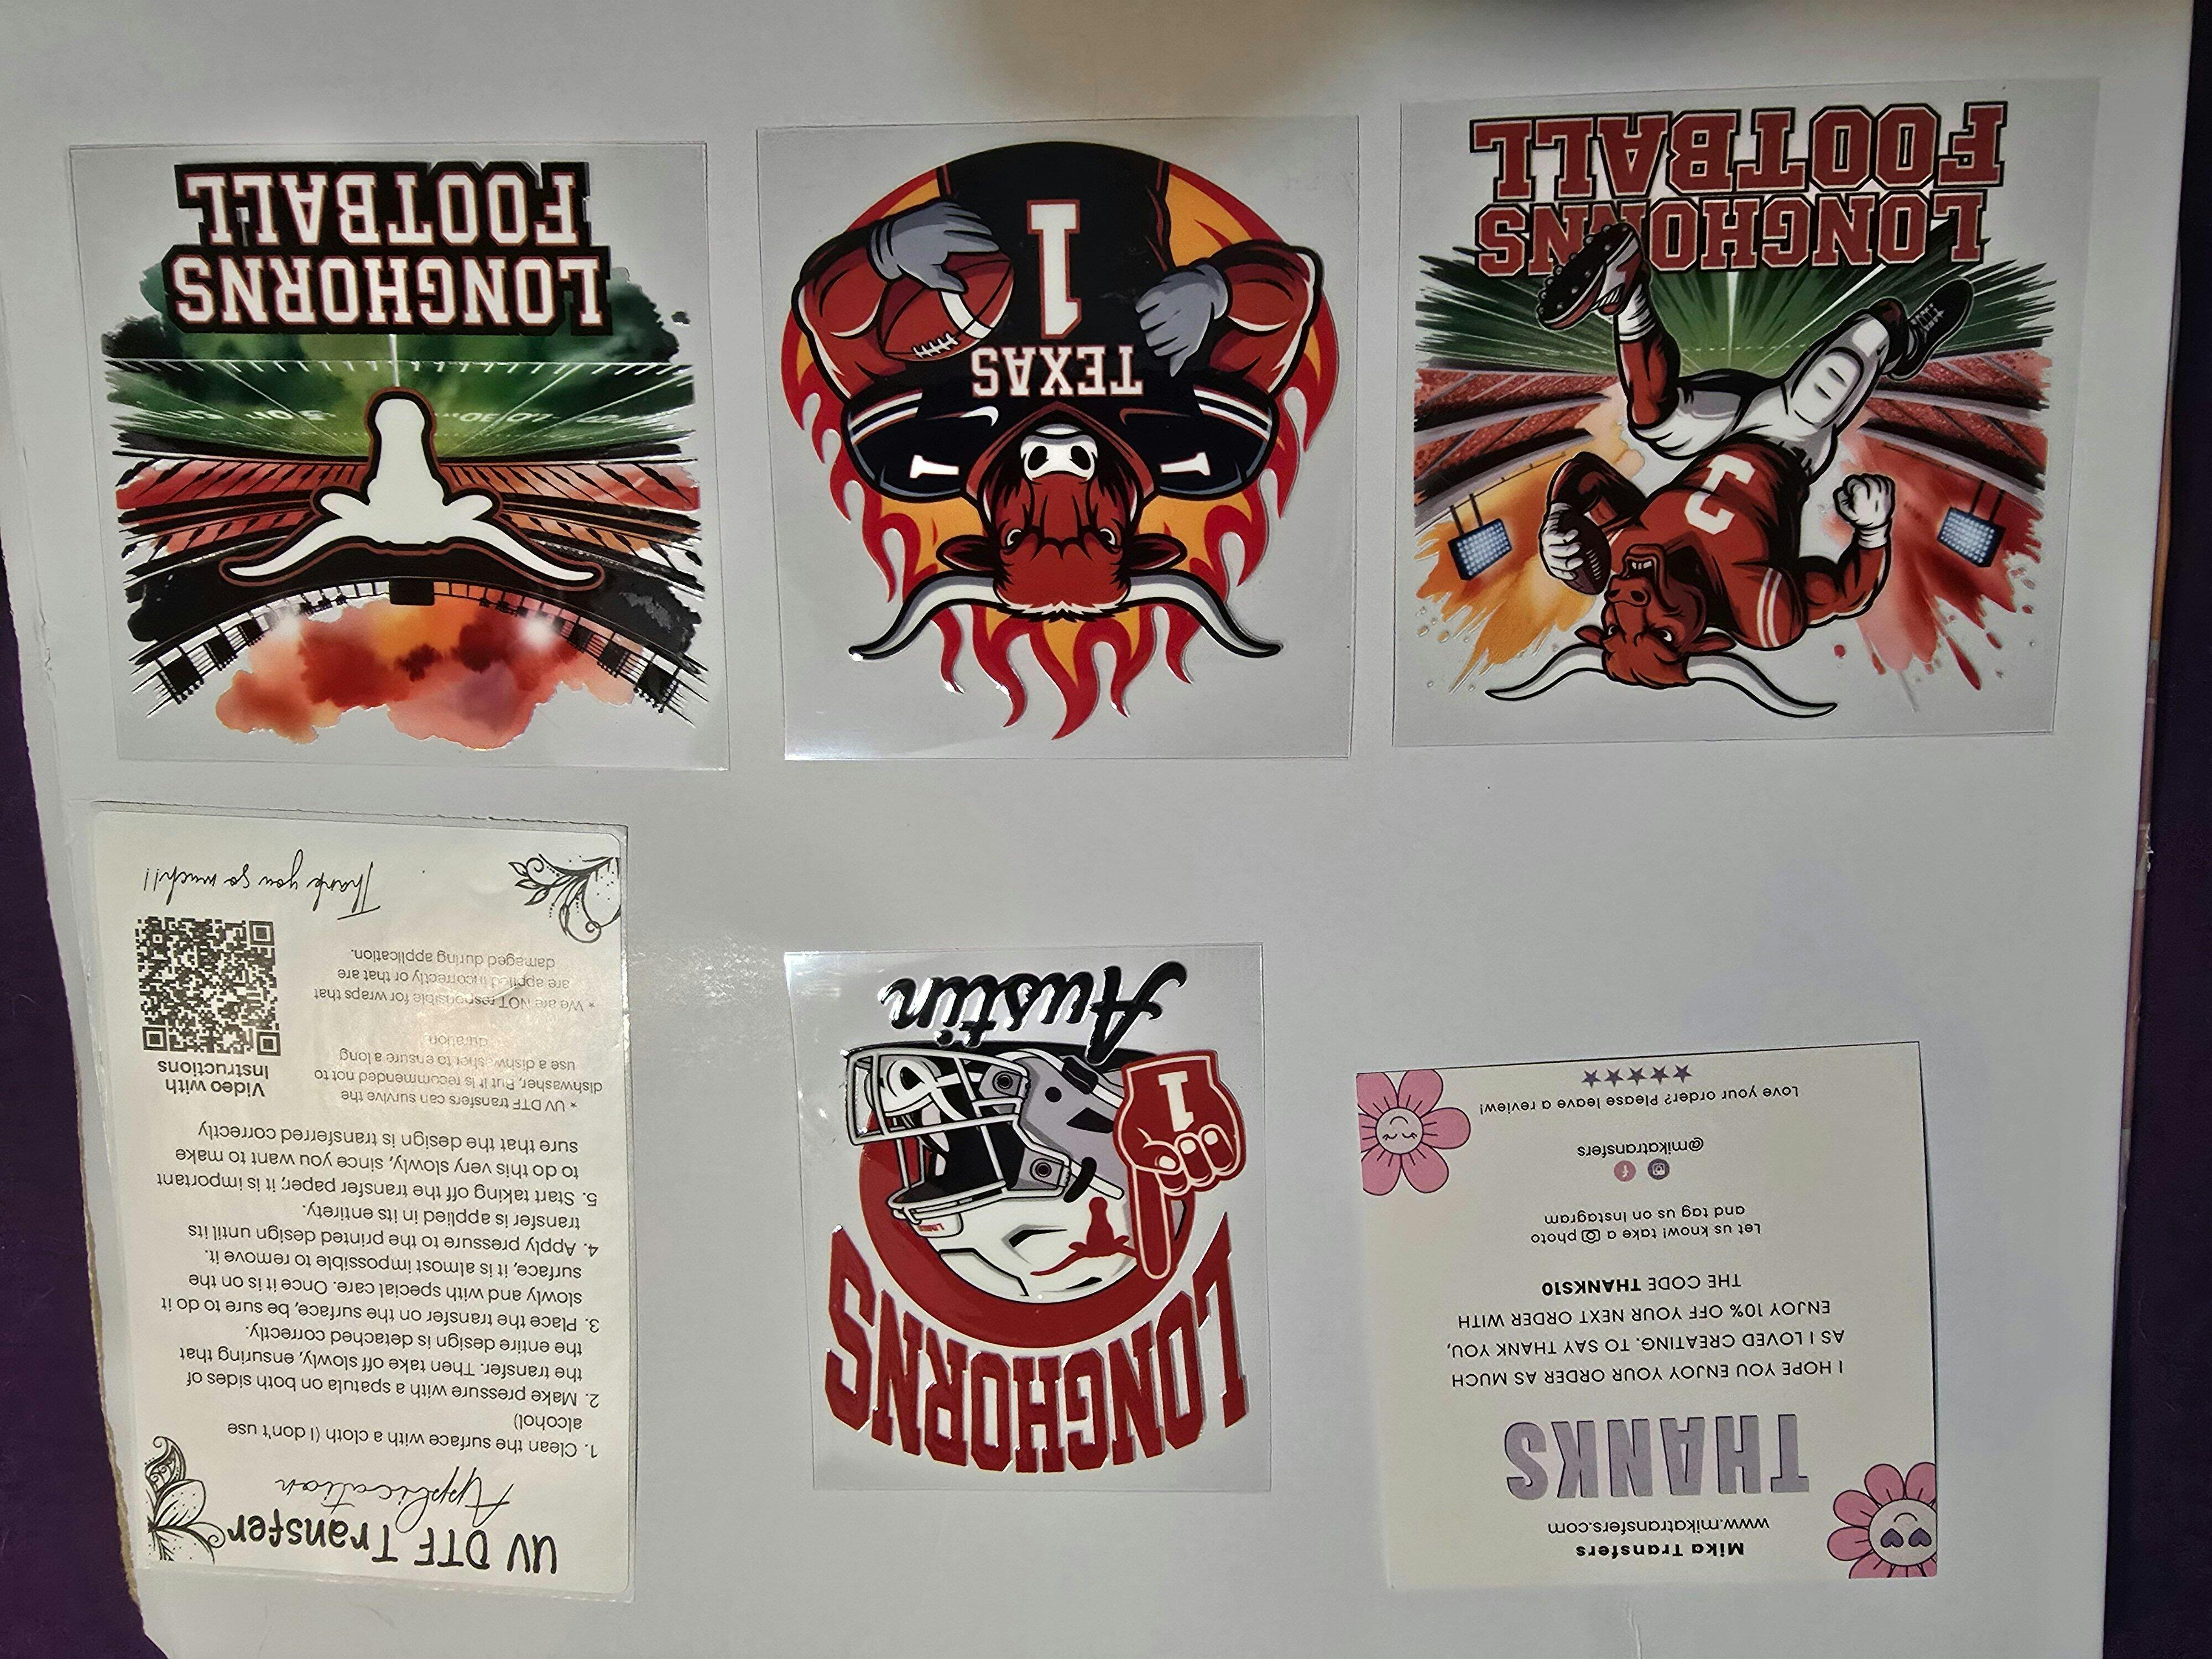 LONGHORNS
FOOTBALL
TEXAS
1
LONGHORNS
FOOTBALL
LONGHORNS
1
Austin
Mika Transfers
www.mikatransfers.com
THANKS
I HOPE YOU ENJOY YOUR ORDER AS MUCH
AS I LOVED CREATING. TO SAY THANK YOU,
ENJOY 10% OFF YOUR NEXT ORDER WITH
THE CODE THANKS10
Let us know! take a photo
and tag us on Instagram
@mikatransfers
Love your order? Please leave a review!
UV DTF Transfer
Application
1. Clean the surface with a cloth (I don't use
alcohol)
2. Make pressure with a spatula on both sides of
the transfer. Then take off slowly, ensuring that
the entire design is detached correctly.
3. Place the transfer on the surface, be sure to do it
slowly and with special care. Once it is on the
surface, it is almost impossible to remove it.
4. Apply pressure to the printed design until its
transfer is applied in its entirety.
5. Start taking off the transfer paper; it is important
to do this very slowly, since you want to make
sure that the design is transferred correctly
* UV DTF transfers can survive the
dishwasher, But it is recommended not to
use a dishwasher to ensure a long
duration.
* We are NOT responsible for wraps that
are applied incorrectly or that are
damaged during application.
Video with
Instructions
Thank you so much!!